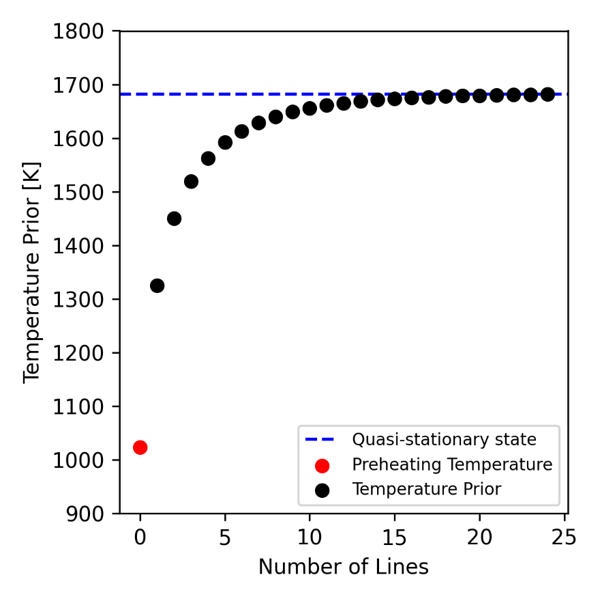 1800
1700
1600
1500
1400
1300
1200
1100
1000
900
Temperature Prior [K]
Quasi-stationary state
Preheating Temperature
Temperature Prior
0 5 10 15 20 25
Number of Lines